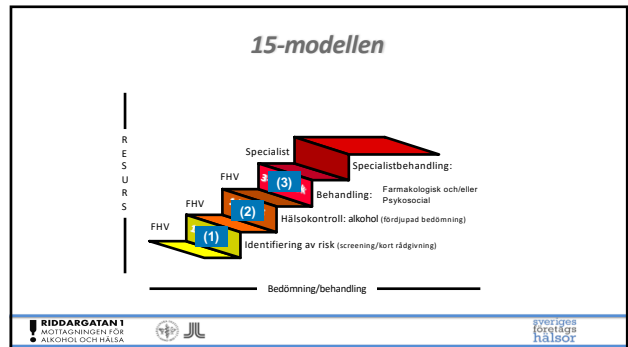 15-modellen
RESURS
Specialist
Specialistbehandling:
FHV
(3)
Behandling: Farmakologisk och/eller
Psykosocial
FHV
(2)
Hälsokontroll: alkohol (fördjupad bedömning)
FHV
(1)
Identifiering av risk (screening/kort rådgivning)
Bedömning/behandling
RIDDARGATAN 1
MOTTAGNINGEN FÖR
ALKOHOL OCH HÄLSA
sveriges
företags
hälsor